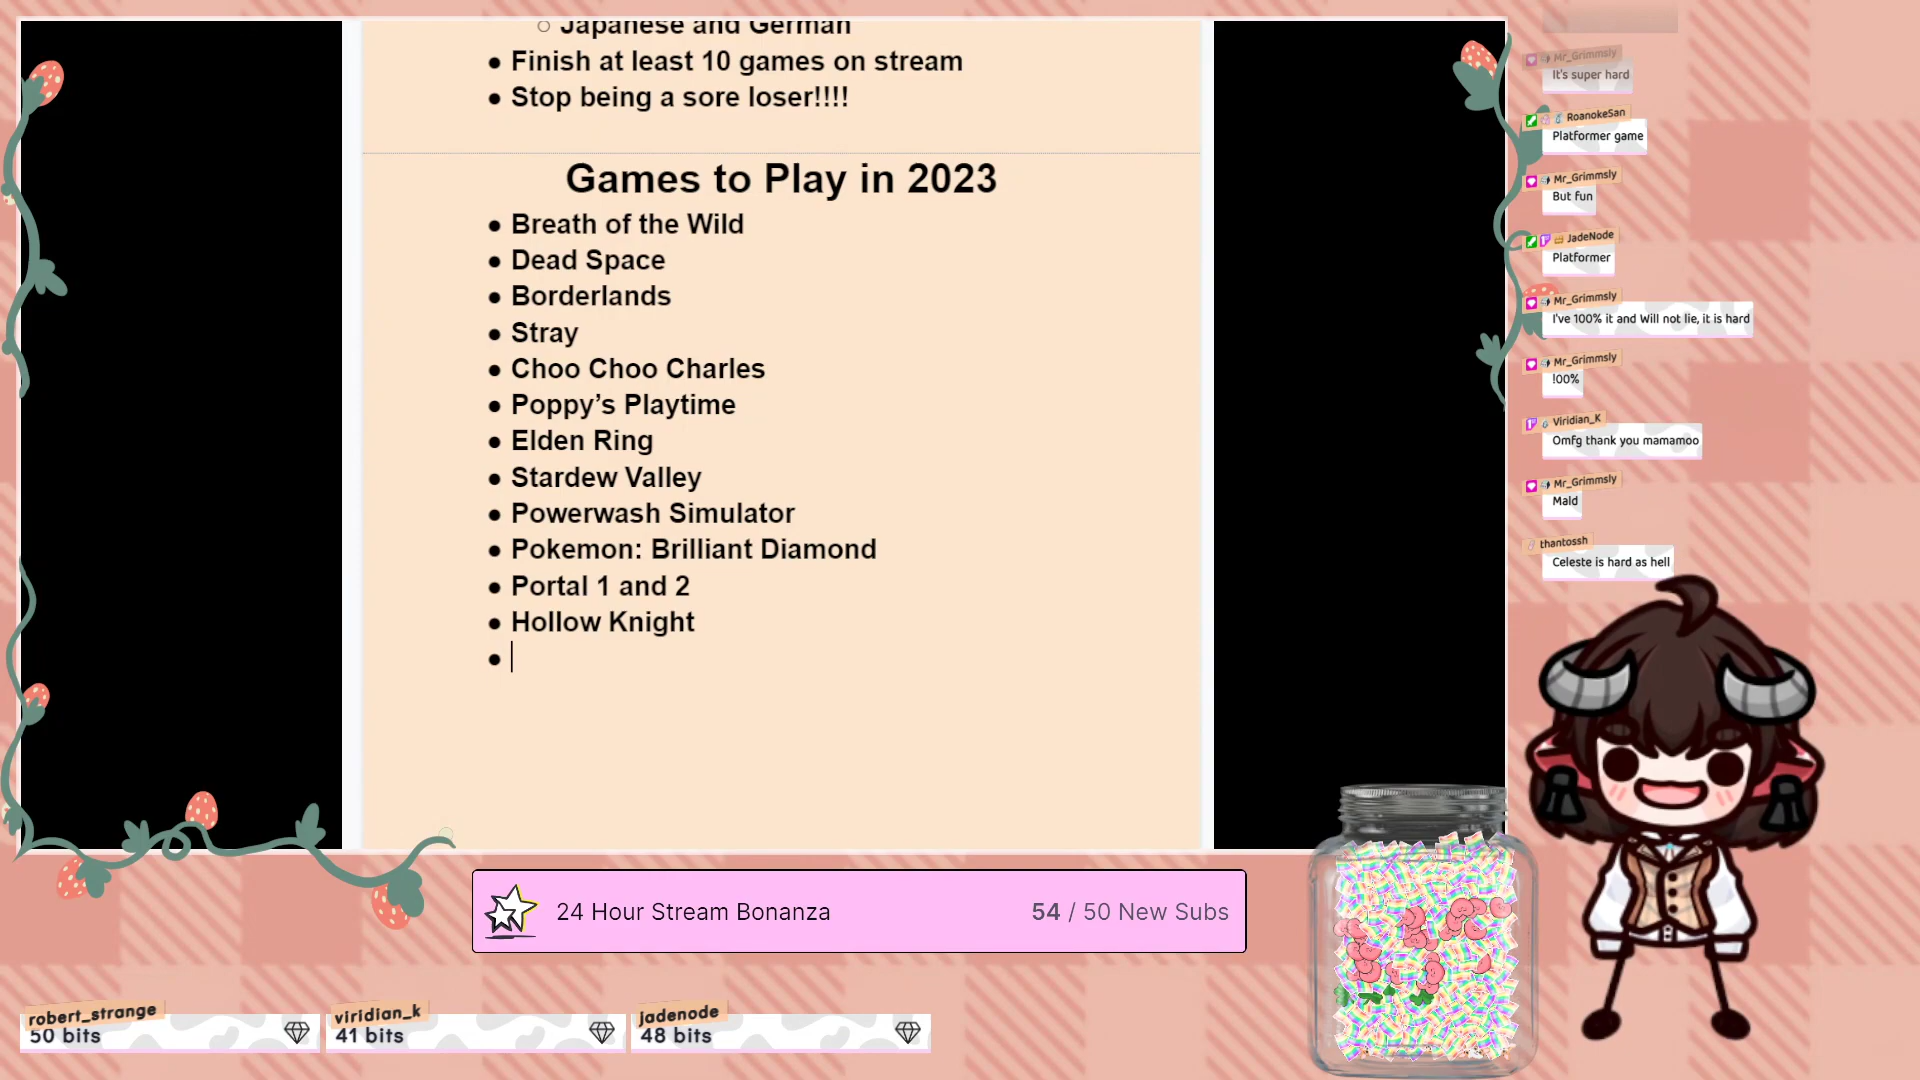 Japanese and German
Finish at least 10 games on stream
Stop being a sore loser!!!!
Games to Play in 2023
Breath of the Wild
Dead Space
Borderlands
Stray
Choo Choo Charles
Poppy’s Playtime
Elden Ring
Stardew Valley
Powerwash Simulator
Pokemon: Brilliant Diamond
Portal 1 and 2
Hollow Knight
Mr_Grimmsly
It's super hard
RoanokeSan
Platformer game
Mr_Grimmsly
But fun
JadeNode
Platformer
Mr_Grimmsly
I've 100% it and Will not lie, it is hard
Mr_Grimmsly
!00%
Viridian_K
Omfg thank you mamamoo
Mr_Grimmsly
Mald
thantossh
Celeste is hard as hell
24 Hour Stream Bonanza
54 / 50 New Subs
robert_strange
50 bits
viridian_k
41 bits
jadenode
48 bits